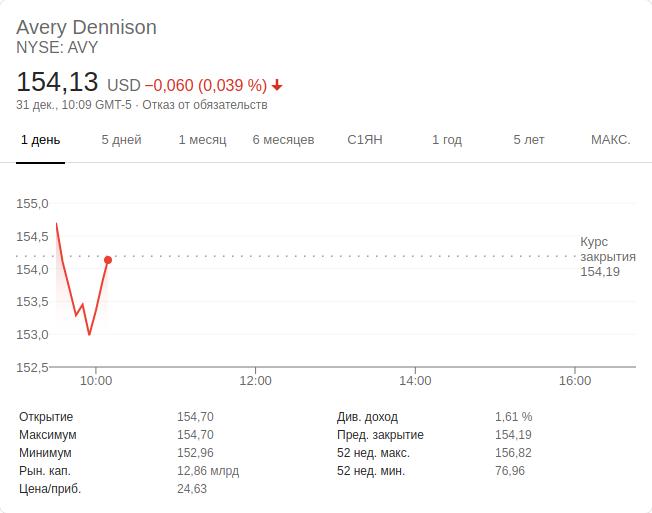 Avery Dennison
NYSE: AVY
154,13 USD −0,060 (0,039 %)
31 дек., 10:09 GMT-5 · Отказ от обязательств
1 день 5 дней 1 месяц 6 месяцев С1ЯН 1 год 5 лет МАКС.
155,0
154,5
154,0
153,5
153,0
152,5
Курс
закрытия
154,19
10:00 12:00 14:00 16:00
Открытие 154,70
Максимум 154,70
Минимум 152,96
Рын. кап. 12,86 млрд
Цена/приб. 24,63
Див. доход 1,61 %
Пред. закрытие 154,19
52 нед. макс. 156,82
52 нед. мин. 76,96